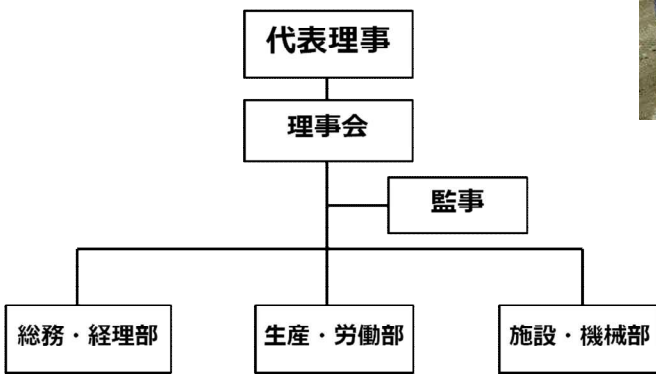 代表理事
理事会
監事
総務・経理部
生産・労働部
施設・機械部